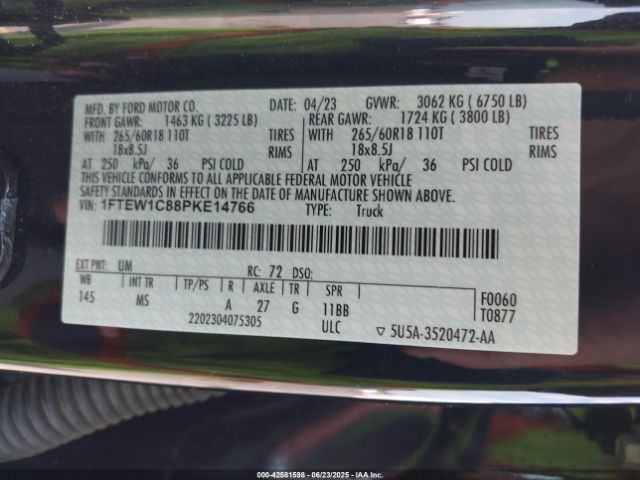 MFD. BY FORD MOTOR CO. DATE: 04/23 GVWR: 3062 KG ( 6750 LB)
FRONT GAWR: 1463 KG ( 3225 LB) REAR GAWR: 1724 KG ( 3800 LB)
WITH 265/60R18 110T TIRES WITH 265/60R18 110T TIRES
18x8.5J RIMS 18x8.5J RIMS
AT 250 kPa/ 36 PSI COLD AT 250 kPa/ 36 PSI COLD
THIS VEHICLE CONFORMS TO ALL APPLICABLE FEDERAL MOTOR VEHICLE
SAFETY STANDARDS IN EFFECT ON THE DATE OF MANUFACTURE SHOWN ABOVE.
VIN: 1FTEW1C88PKE14766 TYPE: Truck
EXT PNT: UM RC: 72 DSO:
WB INT TR TP/PS R AXLE TR SPR
145 MS A 27 G 11BB F0060
2202304075305 ULC T0877
▽ 5U5A-3520472-AA
000-42581598 - 06/23/2025 - IAAI.COM